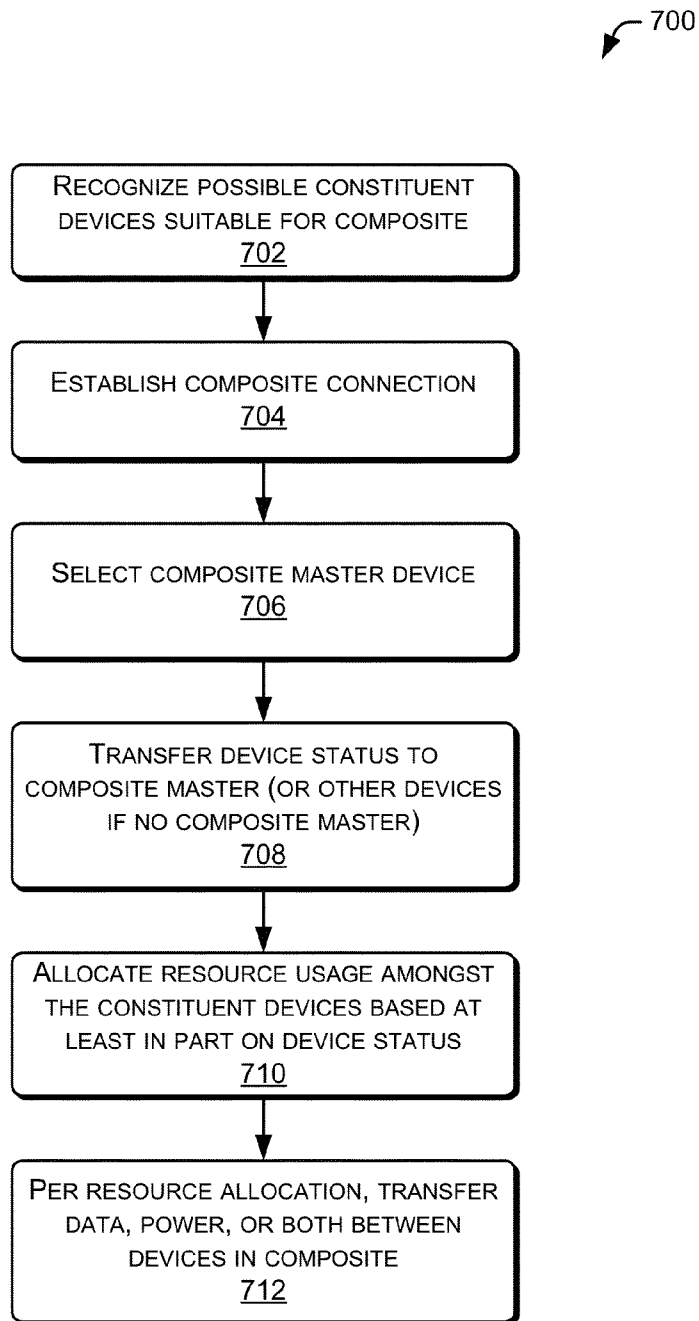 700
RECOGNIZE POSSIBLE CONSTITUENT
DEVICES SUITABLE FOR COMPOSITE
702
ESTABLISH COMPOSITE CONNECTION
704
SELECT COMPOSITE MASTER DEVICE
706
TRANSFER DEVICE STATUS TO
COMPOSITE MASTER (OR OTHER DEVICES
IF NO COMPOSITE MASTER)
708
ALLOCATE RESOURCE USAGE AMONGST
THE CONSTITUENT DEVICES BASED AT
LEAST IN PART ON DEVICE STATUS
710
PER RESOURCE ALLOCATION, TRANSFER
DATA, POWER, OR BOTH BETWEEN
DEVICES IN COMPOSITE
712